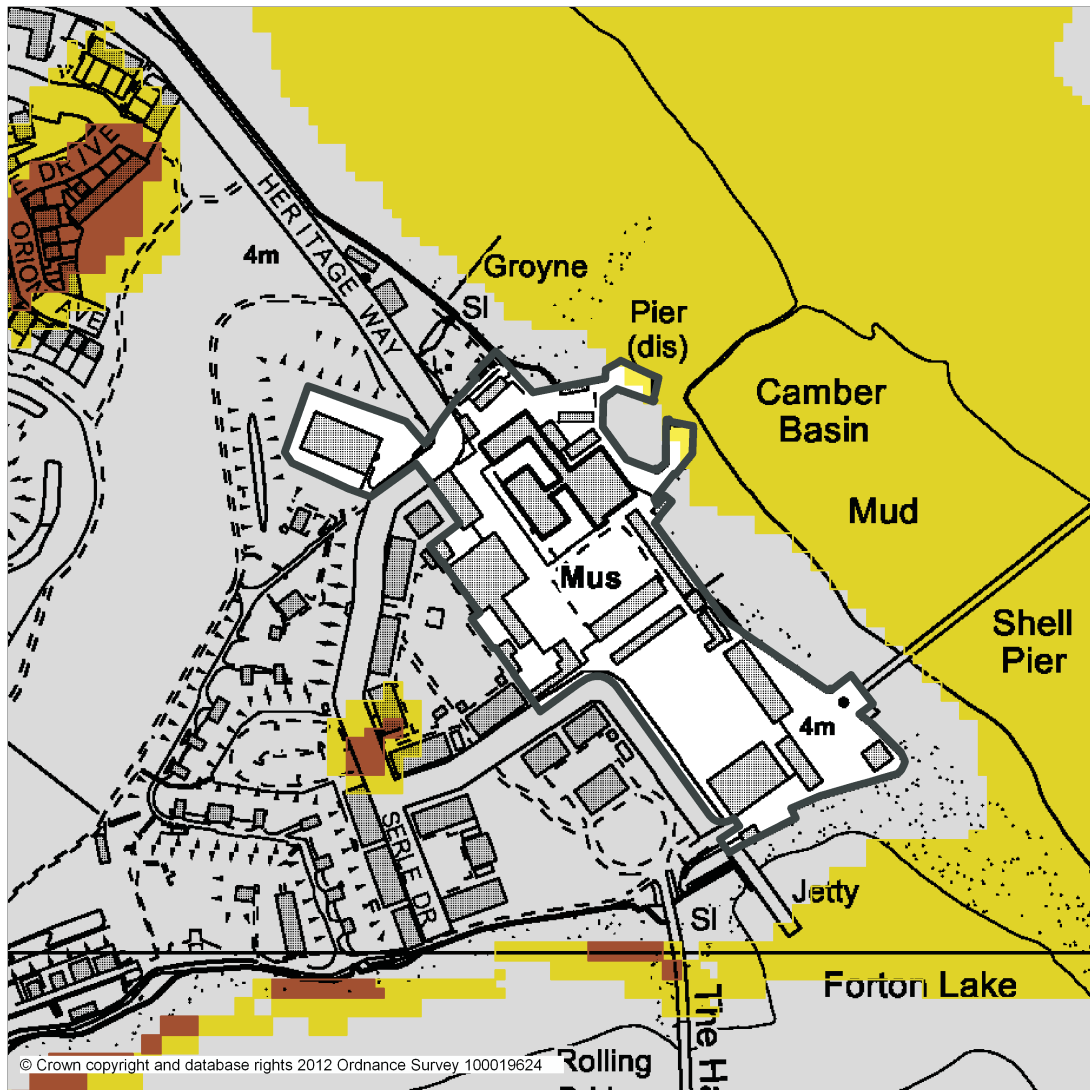 E DRIVE
ORION
AVE
HERITAGE WAY
4m
Groyne
Sl
Pier
(dis)
Camber
Basin
Mud
Mus
Shell
Pier
4m
SERLE DR
Jetty
Sl
Forton Lake
The Ha
Rolling
© Crown copyright and database rights 2012 Ordnance Survey 100019624